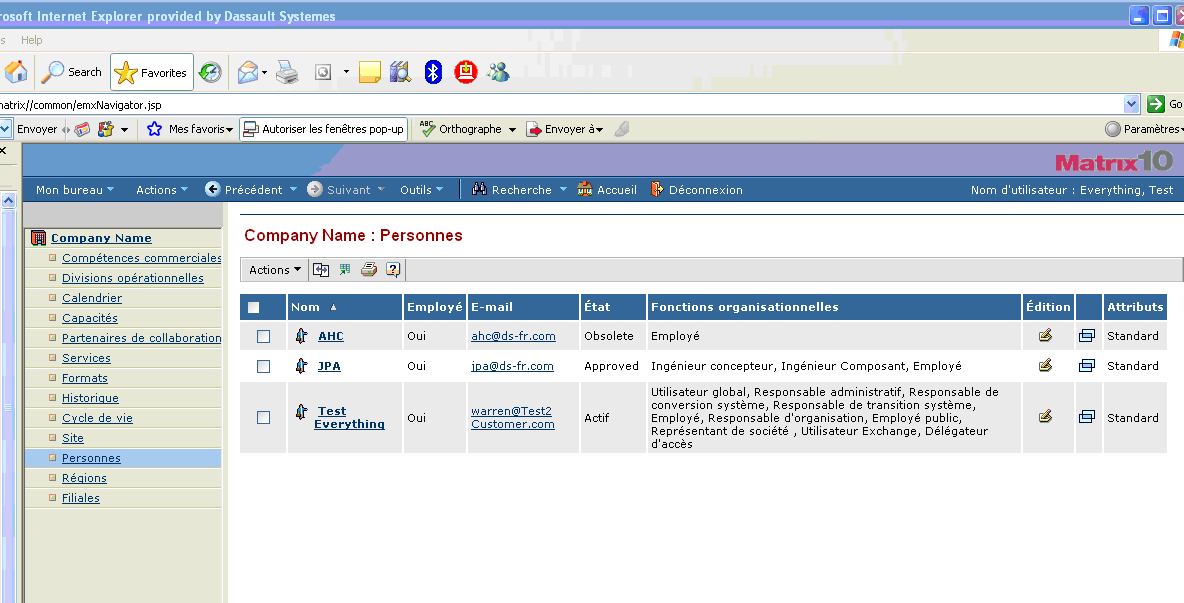 rosoft Internet Explorer provided by Dassault Systemes
s Help
Search Favorites
matrix//common/emxNavigator.jsp Go
Envoyer Mes favoris Autoriser les fenêtres pop-up ABC Orthographe Envoyer à Paramètres
Matrix10
Mon bureau Actions Précédent Suivant Outils Recherche Accueil Déconnexion Nom d'utilisateur : Everything, Test
Company Name
Compétences commerciales
Divisions opérationnelles
Calendrier
Capacités
Partenaires de collaboration
Services
Formats
Historique
Cycle de vie
Site
Personnes
Régions
Filiales
Company Name : Personnes
Actions
Nom Employé E-mail État Fonctions organisationnelles Édition Attributs
AHC Oui ahc@ds-fr.com Obsolete Employé Standard
JPA Oui jpa@ds-fr.com Approved Ingénieur concepteur, Ingénieur Composant, Employé Standard
Test
Everything
Oui
warren@Test2
Customer.com
Actif
Utilisateur global, Responsable administratif, Responsable de
conversion système, Responsable de transition système,
Employé, Responsable d'organisation, Employé public,
Représentant de société , Utilisateur Exchange, Délégateur
d'accès
Standard